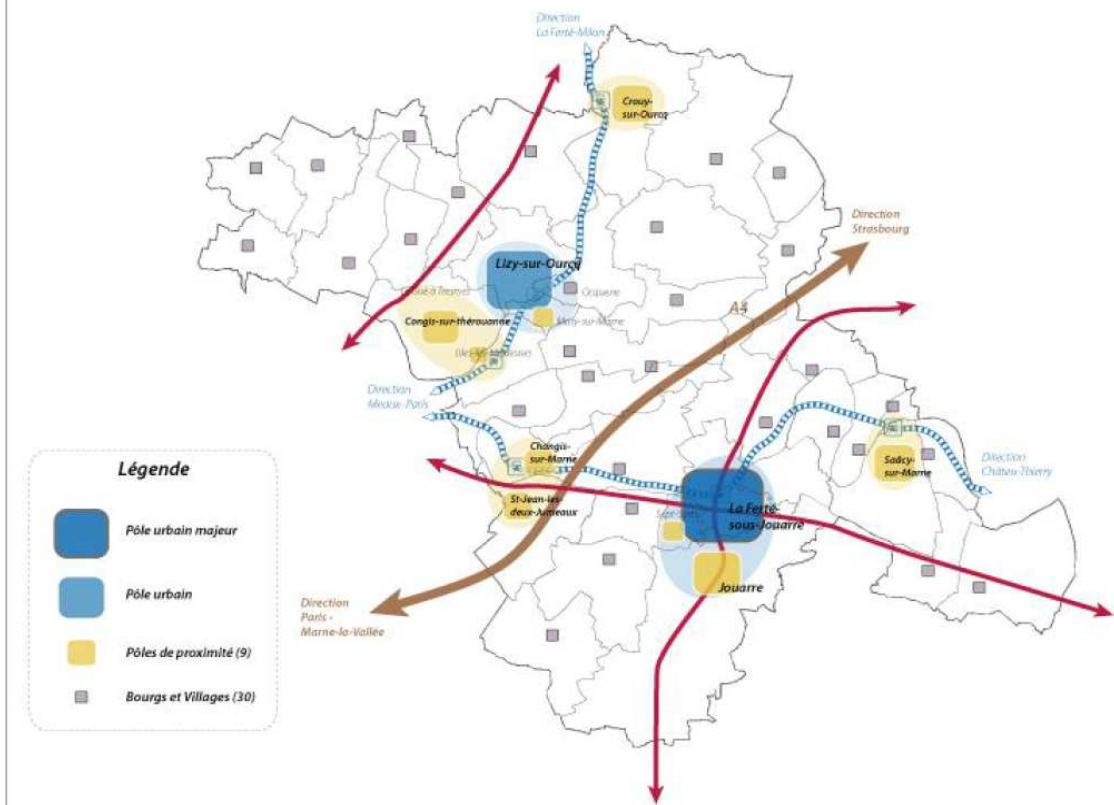 Direction
La Ferté-Milon
Crouy-
sur-Ourcq
Direction
Strasbourg
Lizy-sur-Ourcq
Ocquerre
Congis-sur-thérouanne
Mary-sur-Marne
A4
Direction
Meaux-Paris
Changis-
sur-Marne
St-Jean-les
deux-Jumeaux
Saâcy-
sur-Marne
Direction
Châteu-Thierry
La Ferté-
sous-Jouarre
Jouarre
Direction
Paris -
Marne-la-Vallée
Légende
Pôle urbain majeur
Pôle urbain
Pôles de proximité (9)
Bourgs et Villages (30)